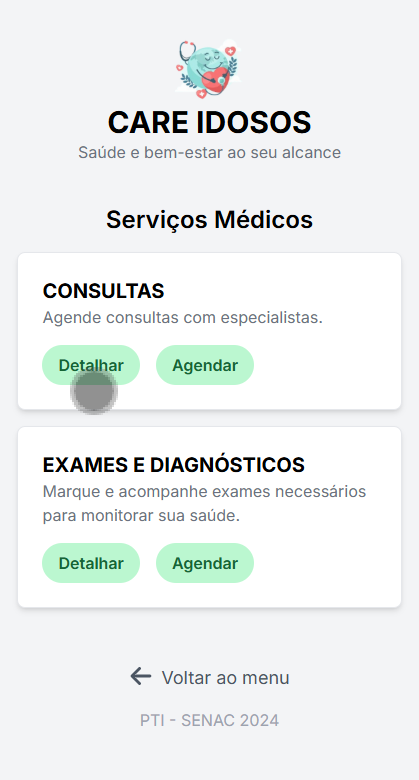 CARE IDOSOS
Saúde e bem-estar ao seu alcance
Serviços Médicos
CONSULTAS
Agende consultas com especialistas.
Detalhar
Agendar
EXAMES E DIAGNÓSTICOS
Marque e acompanhe exames necessários
para monitorar sua saúde.
Detalhar
Agendar
Voltar ao menu
PTI - SENAC 2024